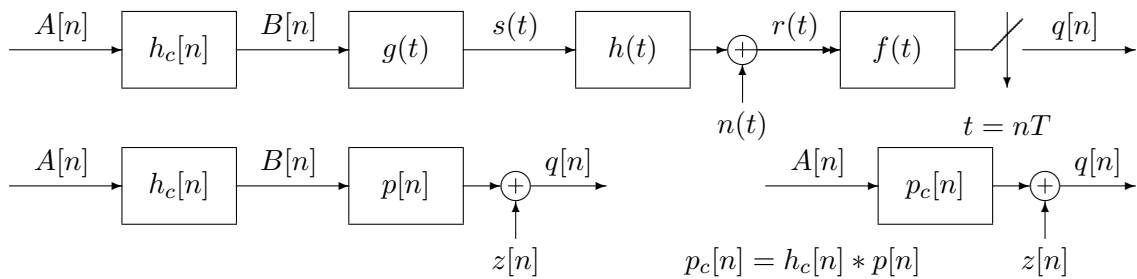 A[n] h_c[n] B[n] g(t) s(t) h(t) + r(t) f(t) q[n]
n(t) t = nT
A[n] h_c[n] B[n] p[n] + q[n] A[n] p_c[n] + q[n]
z[n] p_c[n] = h_c[n] ∗ p[n] z[n]